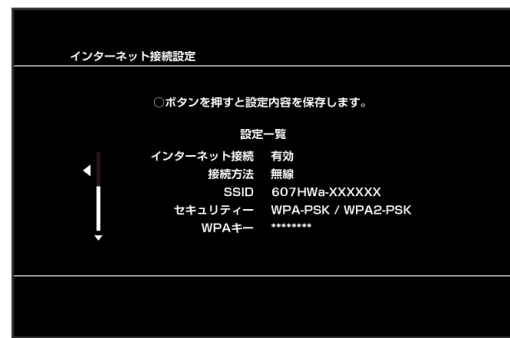 インターネット接続設定
○ボタンを押すと設定内容を保存します。
設定一覧
インターネット接続 有効
接続方法 無線
SSID 607HWa-XXXXXX
セキュリティー WPA-PSK / WPA2-PSK
WPAキー ********